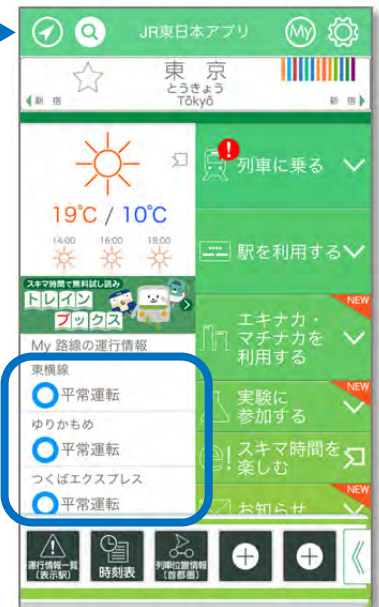 JR東日本アプリ
My
東 京
とうきょう
Tōkyō
新 宿
新 宿
19℃ / 10℃
14:00 16:00 18:00
スキマ時間で無料試し読み
トレイン
ブックス
My 路線の運行情報
東横線
平常運転
ゆりかもめ
平常運転
つくばエクスプレス
平常運転
!
列車に乗る
駅を利用する
NEW
エキナカ・
マチナカを
利用する
NEW
実験に
参加する
スキマ時間を
楽しむ
NEW
お知らせ
運行情報一覧
(表示駅)
時刻表
列車位置情報
(首都圏)